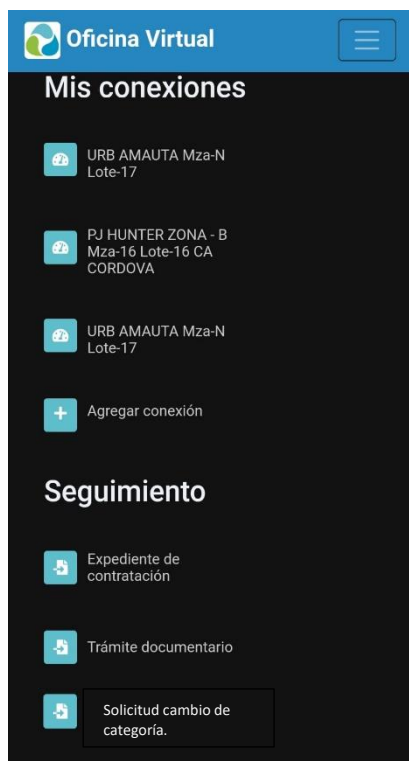 Oficina Virtual
Mis conexiones
URB AMAUTA Mza-N
Lote-17
PJ HUNTER ZONA - B
Mza-16 Lote-16 CA
CORDOVA
URB AMAUTA Mza-N
Lote-17
Agregar conexión
Seguimiento
Expediente de
contratación
Trámite documentario
Solicitud cambio de
categoría.